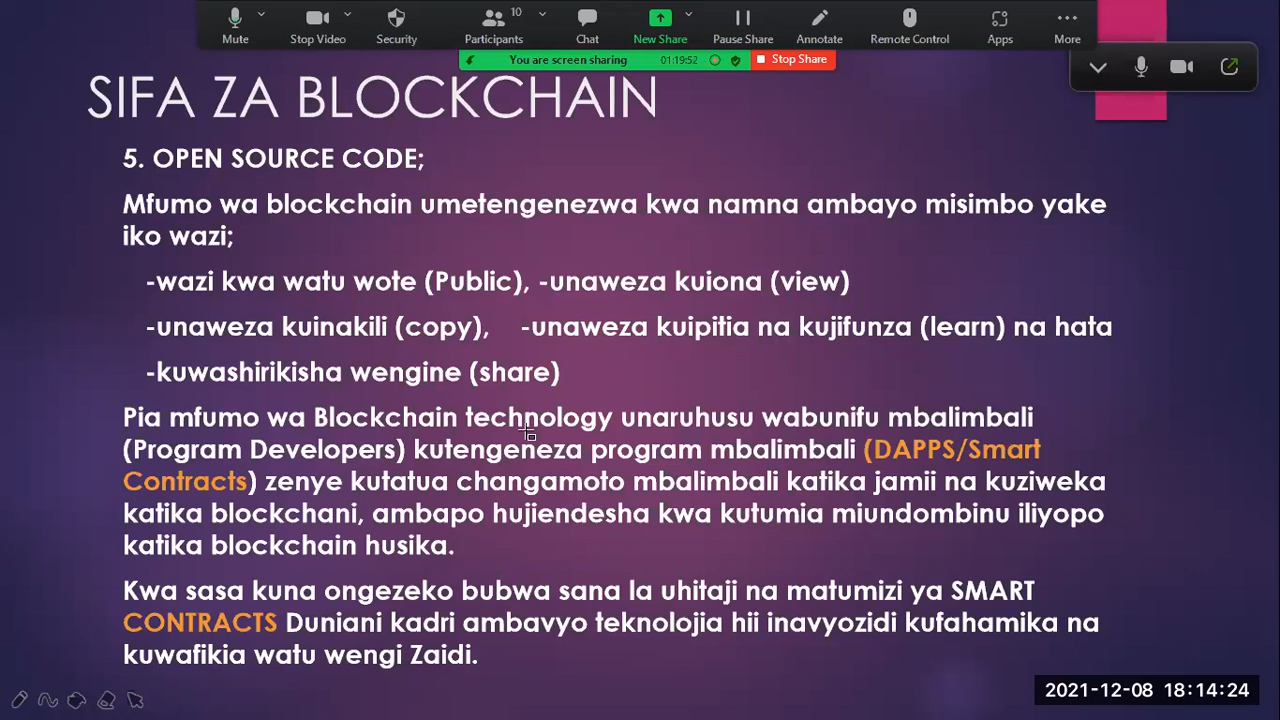 Mute
Stop Video
Security
Participants
10
Chat
New Share
Pause Share
Annotate
Remote Control
Apps
More
You are screen sharing
01:19:52
Stop Share
SIFA ZA BLOCKCHAIN
5. OPEN SOURCE CODE;
Mfumo wa blockchain umetengenezwa kwa namna ambayo misimbo yake
iko wazi;
-wazi kwa watu wote (Public), -unaweza kuiona (view)
-unaweza kuinakili (copy), -unaweza kuipitia na kujifunza (learn) na hata
-kuwashirikisha wengine (share)
Pia mfumo wa Blockchain technology unaruhusu wabunifu mbalimbali
(Program Developers) kutengeneza program mbalimbali (DAPPS/Smart
Contracts) zenye kutatua changamoto mbalimbali katika jamii na kuziweka
katika blockchani, ambapo hujiendesha kwa kutumia miundombinu iliyopo
katika blockchain husika.
Kwa sasa kuna ongezeko bubwa sana la uhitaji na matumizi ya SMART
CONTRACTS Duniani kadri ambavyo teknolojia hii inavyozidi kufahamika na
kuwafikia watu wengi Zaidi.
2021-12-08 18:14:24